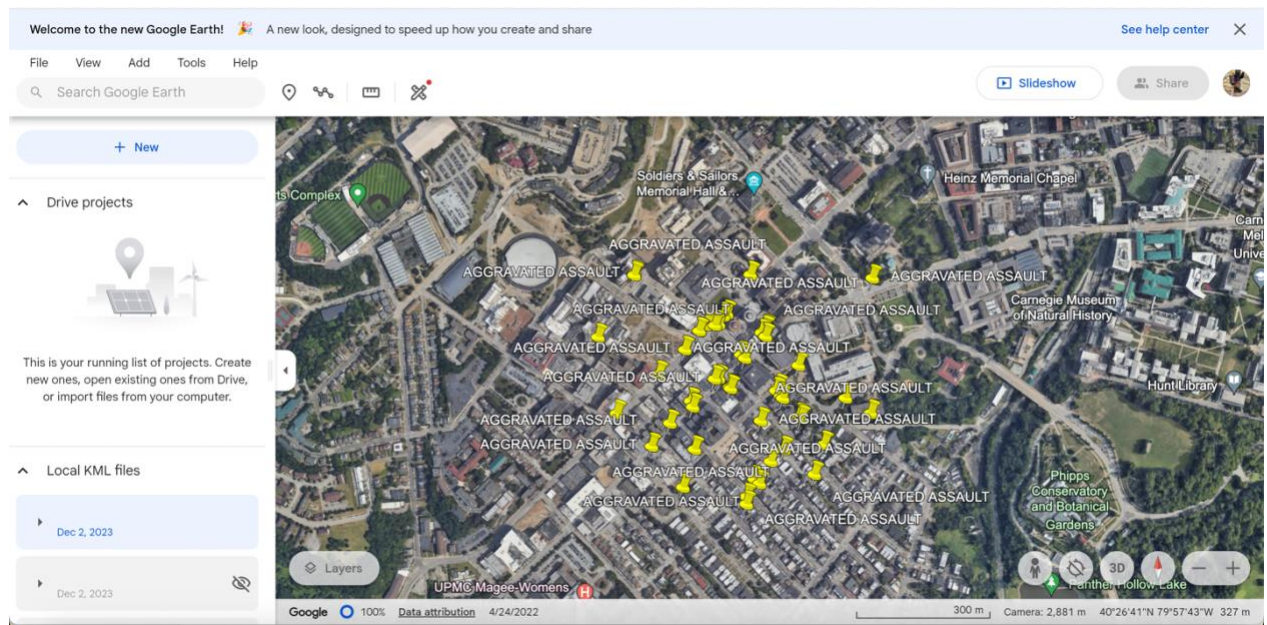 Welcome to the new Google Earth! 🎉 A new look, designed to speed up how you create and share See help center
File View Add Tools Help
Search Google Earth
Slideshow
Share
+ New
Drive projects
This is your running list of projects. Create
new ones, open existing ones from Drive,
or import files from your computer.
Local KML files
Dec 2, 2023
Dec 2, 2023
ts Complex
Soldiers & Sailors
Memorial Hall &...
Heinz Memorial Chapel
Carn
Mel
Unive
AGGRAVATED ASSAULT
AGGRAVATED ASSAULT
AGGRAVATED ASSAULT
AGGRAVATED ASSAULT
Carnegie Museum
of Natural History
AGGRAVATED ASSAULT
AGGRAVATED ASSAULT
AGGRAVATED ASSAULT
AGGRAVATED ASSAULT
AGGRAVATED ASSAULT
AGGRAVATED ASSAULT
Hunt Library
AGGRAVATED ASSAULT
AGGRAVATED ASSAULT
AGGRAVATED ASSAULT
AGGRAVATED ASSAULT
AGGRAVATED ASSAULT
AGGRAVATED ASSAULT
AGGRAVATED ASSAULT
AGGRAVATED ASSAULT
Phipps
Conservatory
and Botanical
Gardens
Layers
3D
UPMC Magee-Womens
H
Panther Hollow Lake
Google 100% Data attribution 4/24/2022 300 m Camera: 2,881 m 40°26'41"N 79°57'43"W 327 m